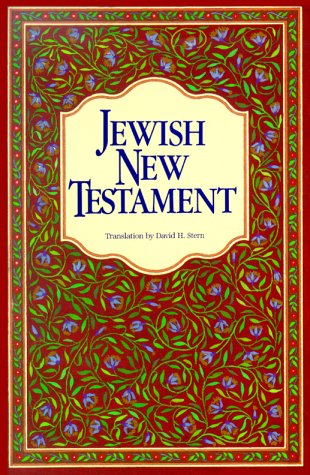 JEWISH
NEW
TESTAMENT
Translation by David H. Stern